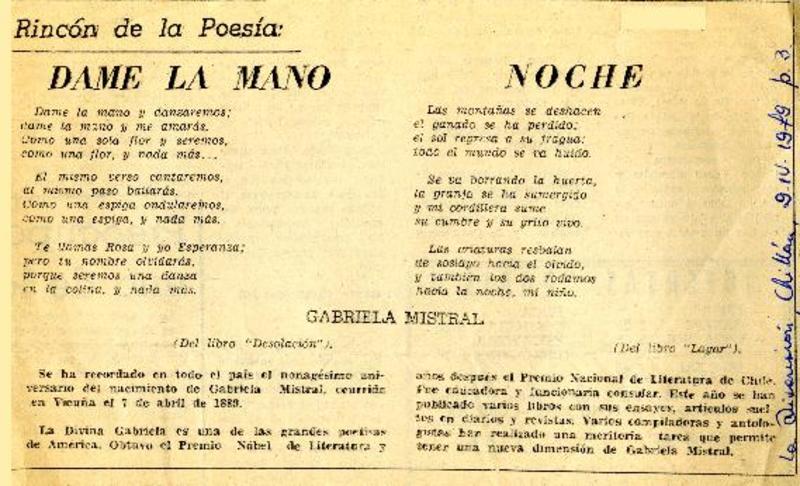 Rincón de la Poesía:
DAME LA MANO
Dame la mano y danzaremos;
dame la mano y me amarás.
Como una sola flor y seremos,
como una flor, y nada más...
El mismo verso cantaremos,
al mismo paso bailarás.
Como una espiga ondularemos,
como una espiga, y nada más.
Te llamas Rosa y yo Esperanza;
pero tu nombre olvidarás,
porque seremos una danza
en la colina, y nada más.
NOCHE
Las montañas se deshacen
el ganado se ha perdido;
el sol regresa a su fragua:
todo el mundo se va huido.
Se va borrando la huerta,
la granja se ha sumergido
y mi cordillera sume
su cumbre y su grito vivo.
Las criaturas resbalan
de soslayo hacia el olvido,
y también los dos rodamos
hacia la noche, mi niño.
GABRIELA MISTRAL
(Del libro "Desolación").
(Del libro "Lagar").
Se ha recordado en todo el país el nonagésimo ani-
versario del nacimiento de Gabriela Mistral, ocurrido
en Vicuña el 7 de abril de 1889.
La Divina Gabriela es una de las grandes poetisas
de América. Obtuvo el Premio Nóbel de Literatura y
años después el Premio Nacional de Literatura de Chile.
Fue educadora y funcionaria consular. Este año se han
publicado varios libros con sus ensayos, artículos suel-
tos en diarios y revistas. Varios compiladoras y antolo-
gistas han realizado una meritoria tarea que permite
tener una nueva dimensión de Gabriela Mistral.
La Discusión, Chillán, 9-IV-1979 p. 3